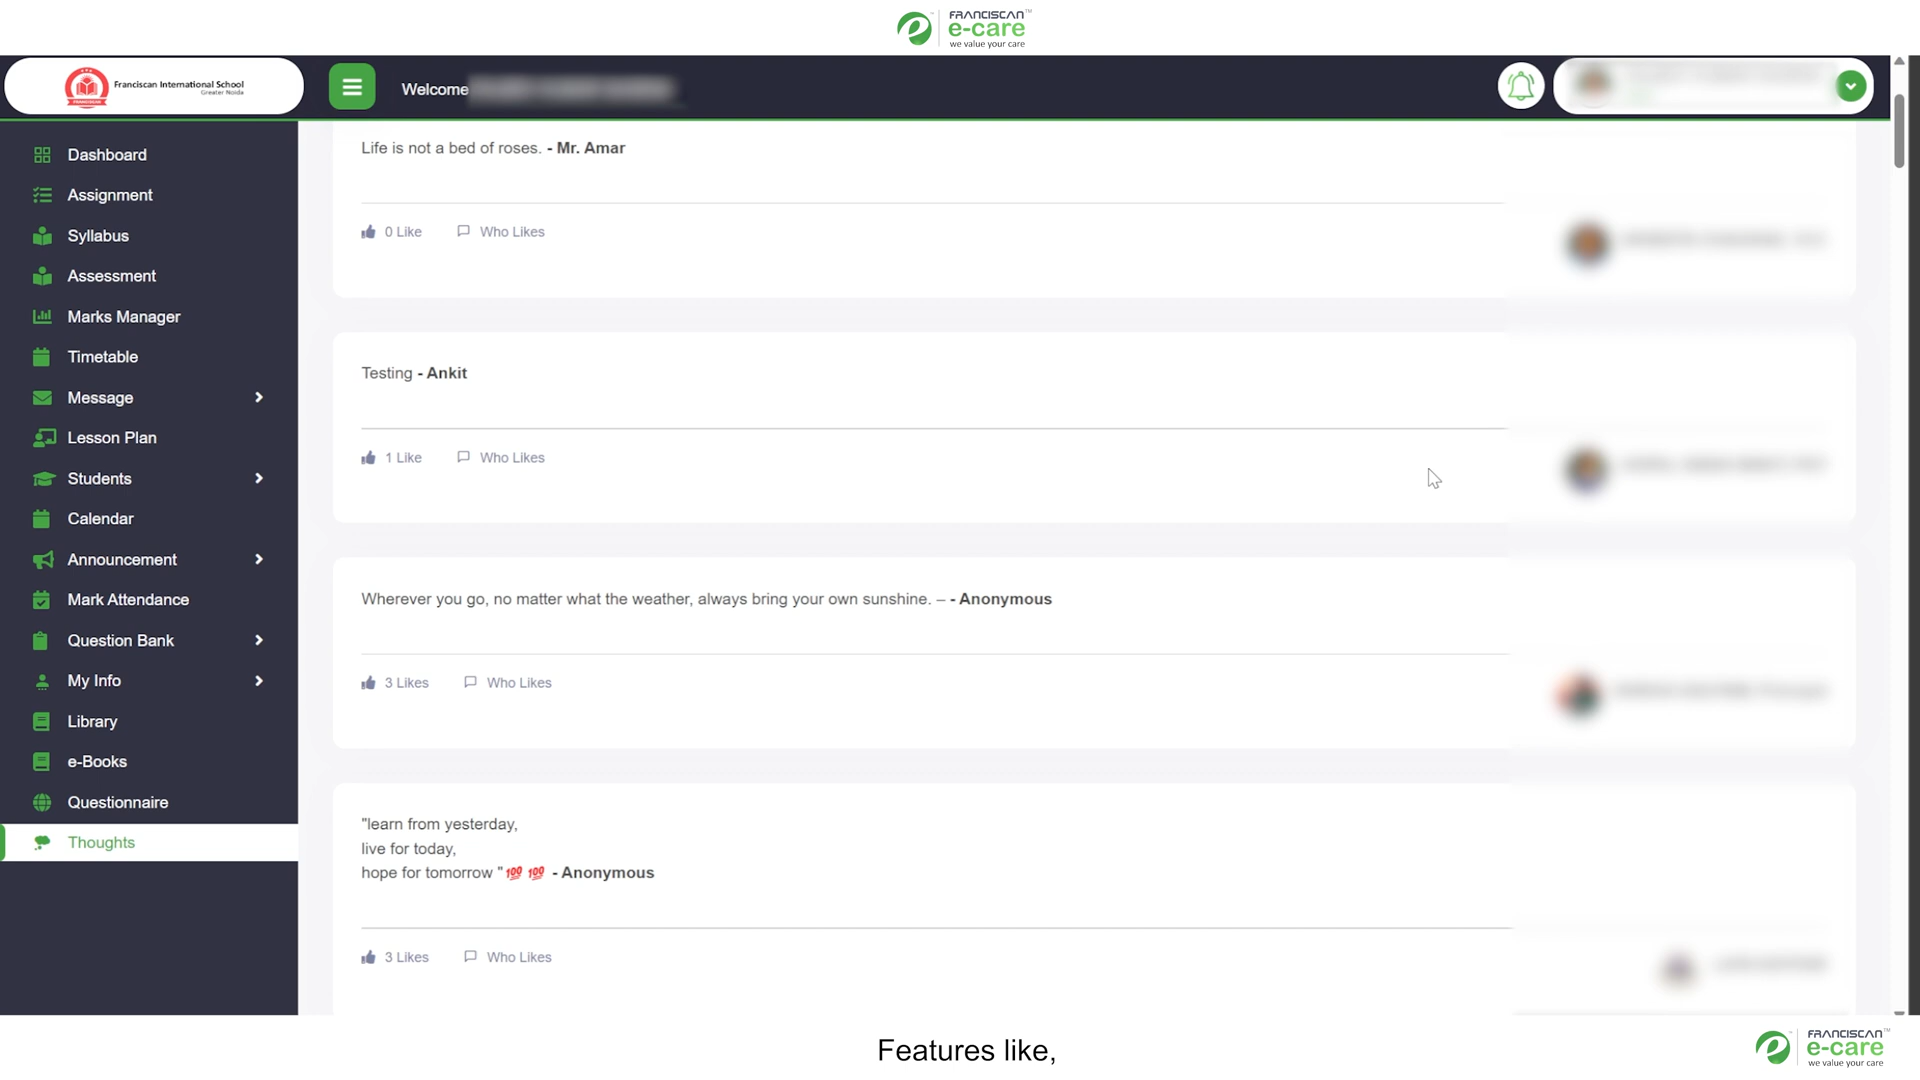 FRANCISCAN™
e-care
we value your care
Franciscan International School
Greater Noida
Welcome
Dashboard
Assignment
Syllabus
Assessment
Marks Manager
Timetable
Message
Lesson Plan
Students
Calendar
Announcement
Mark Attendance
Question Bank
My Info
Library
e-Books
Questionnaire
Thoughts
Life is not a bed of roses. - Mr. Amar
0 Like Who Likes
Testing - Ankit
1 Like Who Likes
Wherever you go, no matter what the weather, always bring your own sunshine. – - Anonymous
3 Likes Who Likes
"learn from yesterday,
live for today,
hope for tomorrow "💯 💯 - Anonymous
3 Likes Who Likes
Features like,
FRANCISCAN™
e-care
we value your care